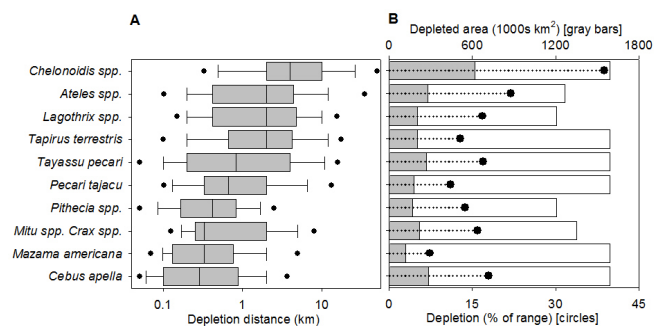 A
B
Depleted area (1000s km2) [gray bars]
0 600 1200 1800
Chelonoidis spp.
Ateles spp.
Lagothrix spp.
Tapirus terrestris
Tayassu pecari
Pecari tajacu
Pithecia spp.
Mitu spp. Crax spp.
Mazama americana
Cebus apella
0.1 1 10
Depletion distance (km)
0 15 30 45
Depletion (% of range) [circles]